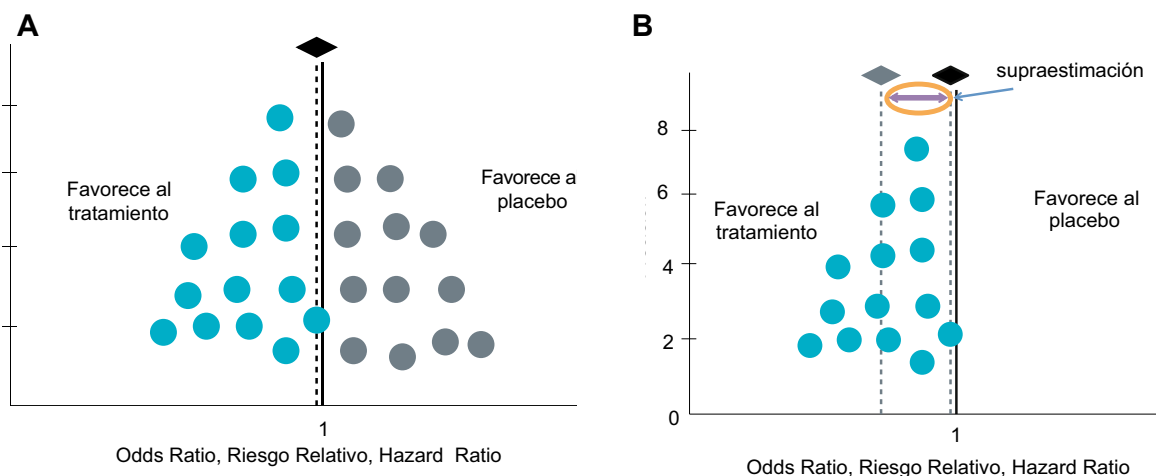 A
Favorece al
tratamiento
Favorece a
placebo
1
Odds Ratio, Riesgo Relativo, Hazard Ratio
B
supraestimación
8
6
4
2
0
Favorece al
tratamiento
Favorece al
placebo
1
Odds Ratio, Riesgo Relativo, Hazard Ratio